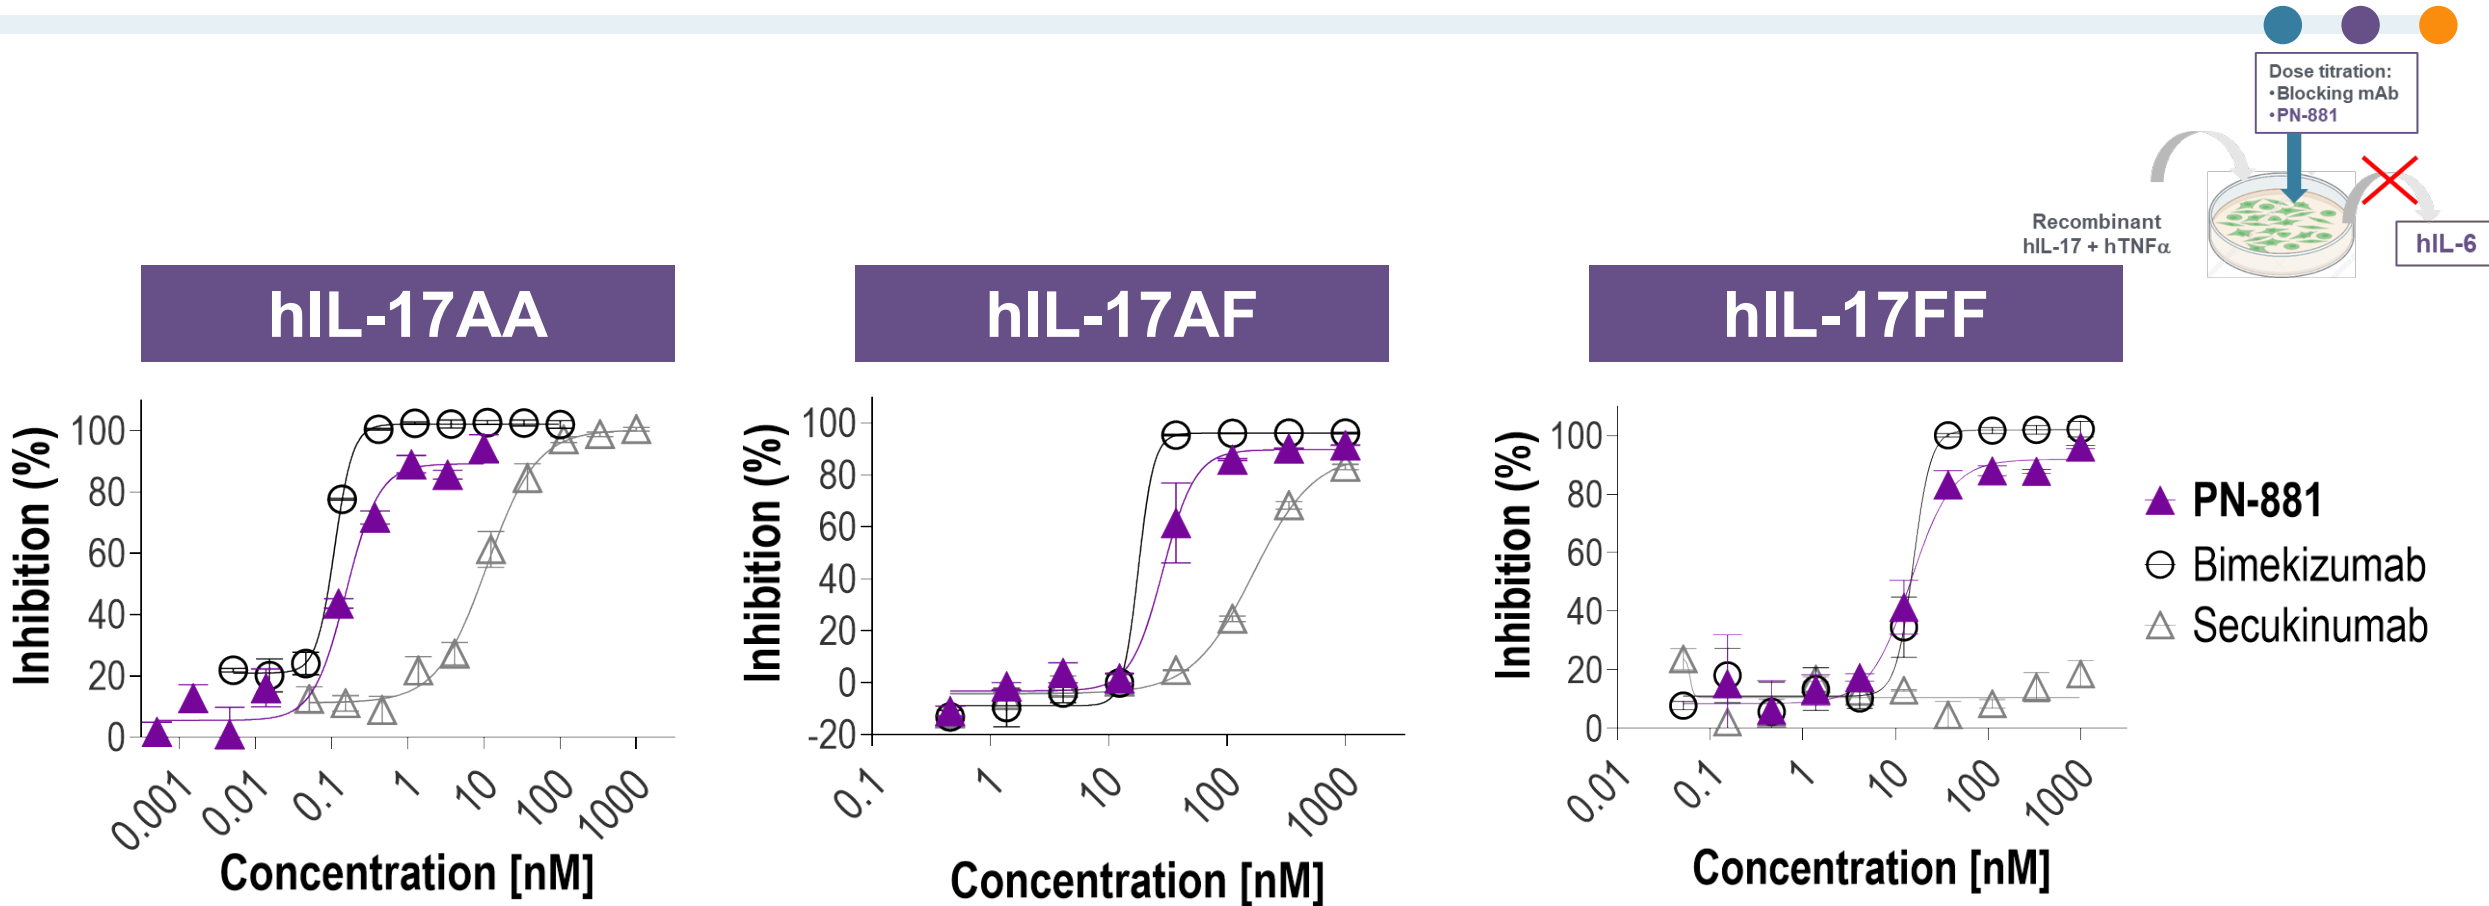 Dose titration:
•Blocking mAb
•PN-881
Recombinant
hIL-17 + hTNFα
hIL-6
hIL-17AA
hIL-17AF
hIL-17FF
Inhibition (%)
100
80
60
40
20
0
0.001
0.01
0.1
1
10
100
1000
Concentration [nM]
Inhibition (%)
100
80
60
40
20
0
-20
0.1
1
10
100
1000
Concentration [nM]
Inhibition (%)
100
80
60
40
20
0
0.01
0.1
1
10
100
1000
Concentration [nM]
PN-881
Bimekizumab
Secukinumab